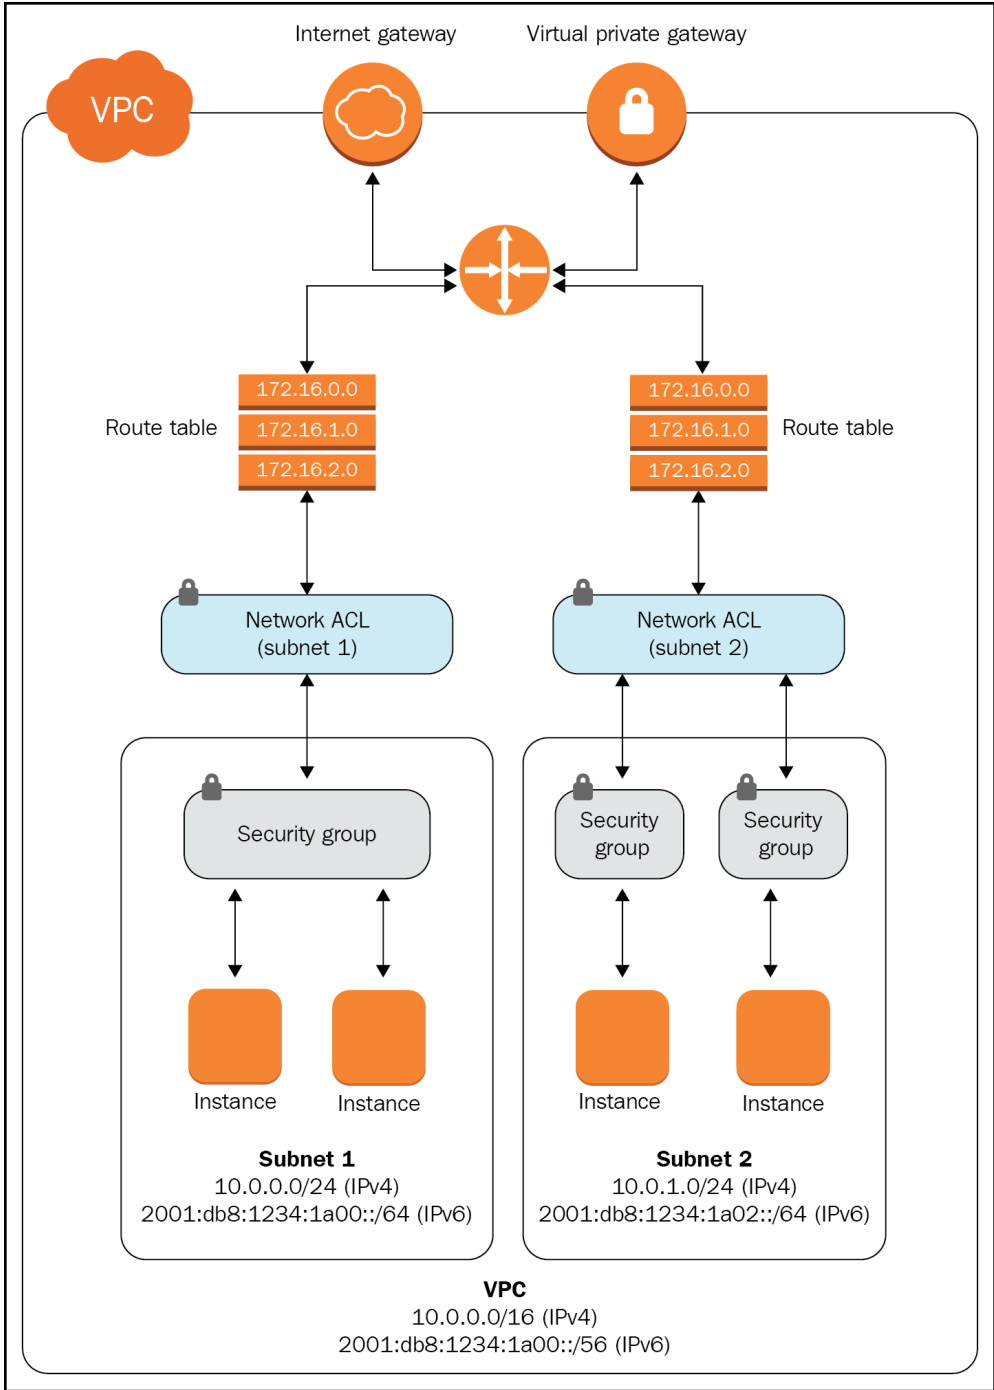 Internet gateway
Virtual private gateway
VPC
172.16.0.0
172.16.1.0
172.16.2.0
Route table
172.16.0.0
172.16.1.0
172.16.2.0
Route table
Network ACL
(subnet 1)
Network ACL
(subnet 2)
Security group
Security
group
Security
group
Instance
Instance
Instance
Instance
Subnet 1
10.0.0.0/24 (IPv4)
2001:db8:1234:1a00::/64 (IPv6)
Subnet 2
10.0.1.0/24 (IPv4)
2001:db8:1234:1a02::/64 (IPv6)
VPC
10.0.0.0/16 (IPv4)
2001:db8:1234:1a00::/56 (IPv6)